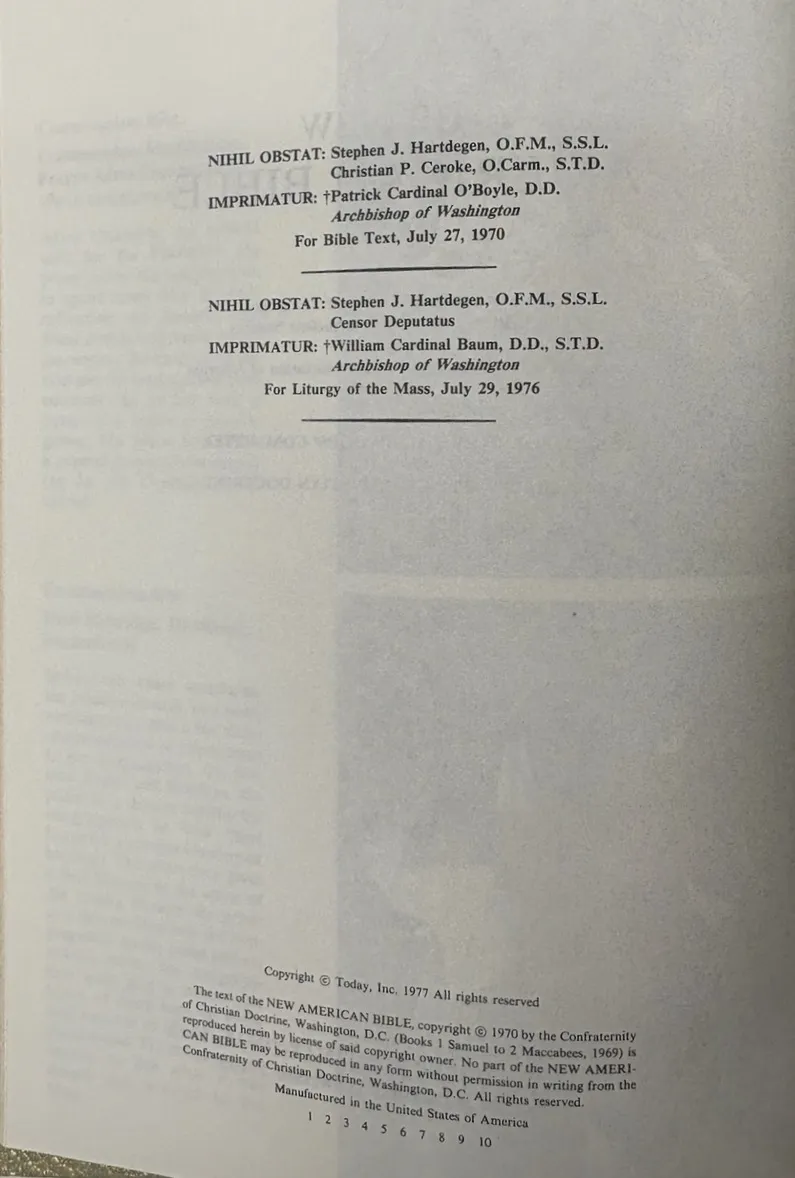 NIHIL OBSTAT: Stephen J. Hartdegen, O.F.M., S.S.L.
Christian P. Ceroke, O.Carm., S.T.D.
IMPRIMATUR: †Patrick Cardinal O'Boyle, D.D.
Archbishop of Washington
For Bible Text, July 27, 1970
NIHIL OBSTAT: Stephen J. Hartdegen, O.F.M., S.S.L.
Censor Deputatus
IMPRIMATUR: †William Cardinal Baum, D.D., S.T.D.
Archbishop of Washington
For Liturgy of the Mass, July 29, 1976
Copyright © Today, Inc. 1977 All rights reserved
The text of the NEW AMERICAN BIBLE, copyright © 1970 by the Confraternity
of Christian Doctrine, Washington, D.C. (Books 1 Samuel to 2 Maccabees, 1969) is
reproduced herein by license of said copyright owner. No part of the NEW AMERI-
CAN BIBLE may be reproduced in any form without permission in writing from the
Confraternity of Christian Doctrine, Washington, D.C. All rights reserved.
Manufactured in the United States of America
1 2 3 4 5 6 7 8 9 10